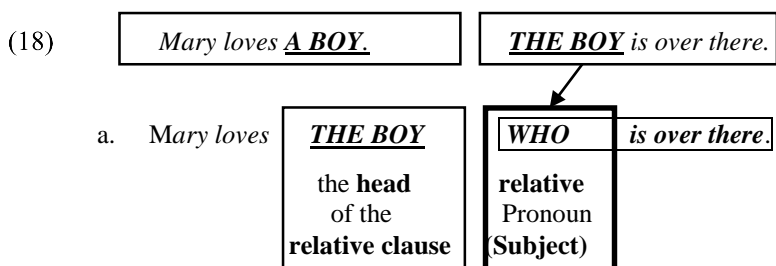 (18) Mary loves A BOY. THE BOY is over there.
a. Mary loves THE BOY WHO is over there.
the head relative
of the Pronoun
relative clause (Subject)